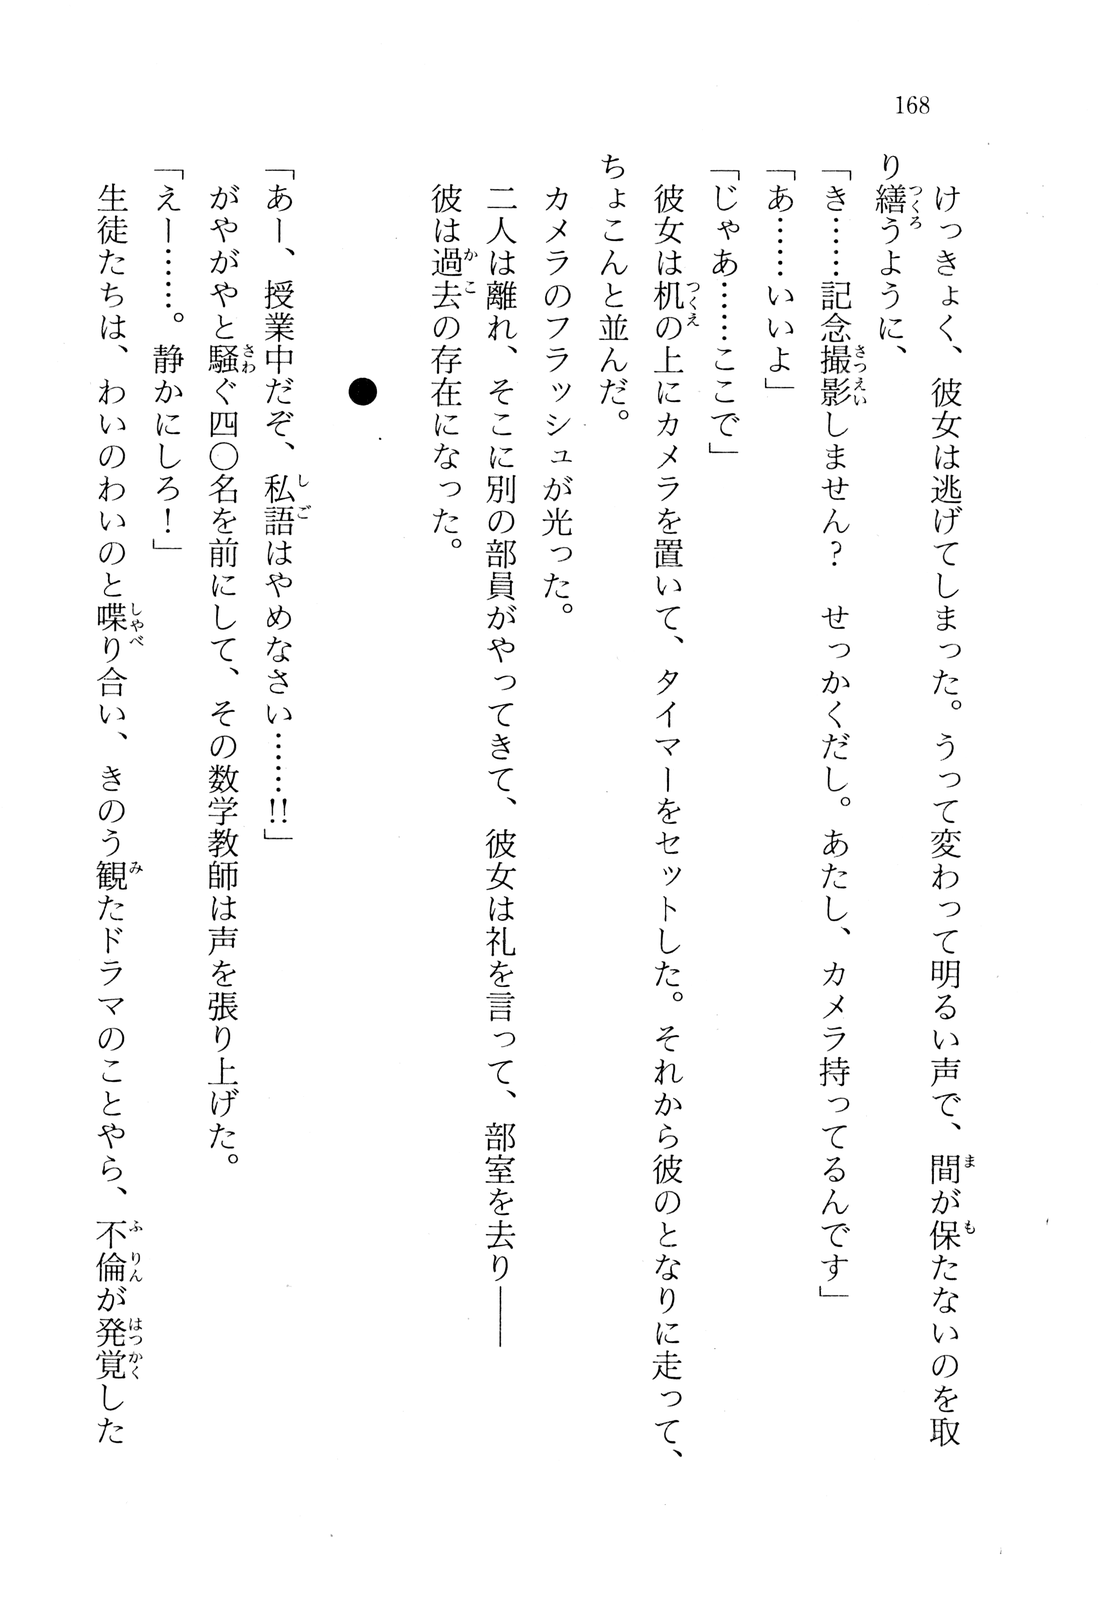 168
　けっきょく、彼女は逃げてしまった。うって変わって明るい声で、間が保たないのを取
り繕うように、
「き……記念撮影しません？　せっかくだし。あたし、カメラ持ってるんです」
「あ……いいよ」
「じゃあ……ここで」
　彼女は机の上にカメラを置いて、タイマーをセットした。それから彼のとなりに走って、
ちょこんと並んだ。
　カメラのフラッシュが光った。
　二人は離れ、そこに別の部員がやってきて、彼女は礼を言って、部室を去り――
　彼は過去の存在になった。
●
「あー、授業中だぞ、私語はやめなさい……!!」
　がやがやと騒ぐ四〇名を前にして、その数学教師は声を張り上げた。
「えー……。静かにしろ！」
　生徒たちは、わいのわいのと喋り合い、きのう観たドラマのことやら、不倫が発覚した